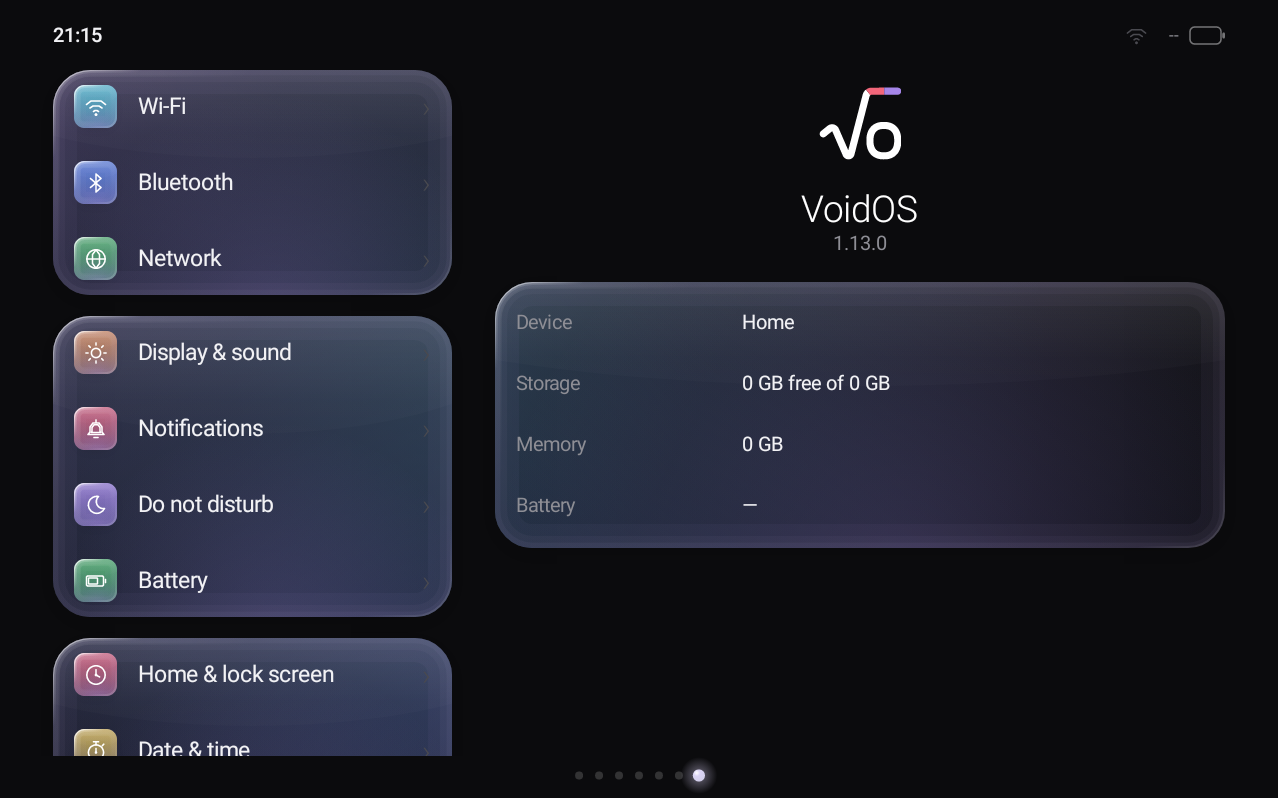 21:15
--
Wi-Fi
Bluetooth
Network
Display & sound
Notifications
Do not disturb
Battery
Home & lock screen
Date & time
VoidOS
1.13.0
Device Home
Storage 0 GB free of 0 GB
Memory 0 GB
Battery —